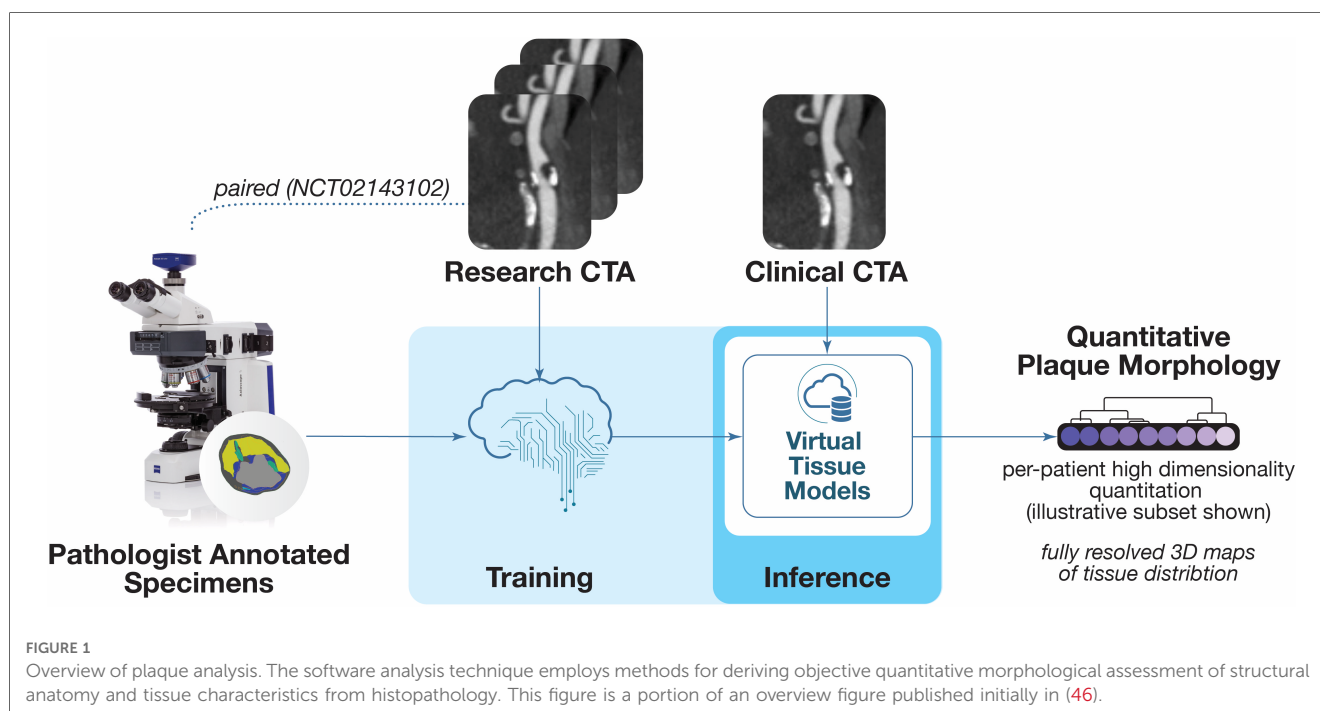 paired (NCT02143102)
Research CTA
Clinical CTA
Pathologist Annotated
Specimens
Training
Virtual
Tissue
Models
Inference
Quantitative
Plaque Morphology
per-patient high dimensionality
quantitation
(illustrative subset shown)
fully resolved 3D maps
of tissue distribtion
FIGURE 1
Overview of plaque analysis. The software analysis technique employs methods for deriving objective quantitative morphological assessment of structural
anatomy and tissue characteristics from histopathology. This figure is a portion of an overview figure published initially in (46).